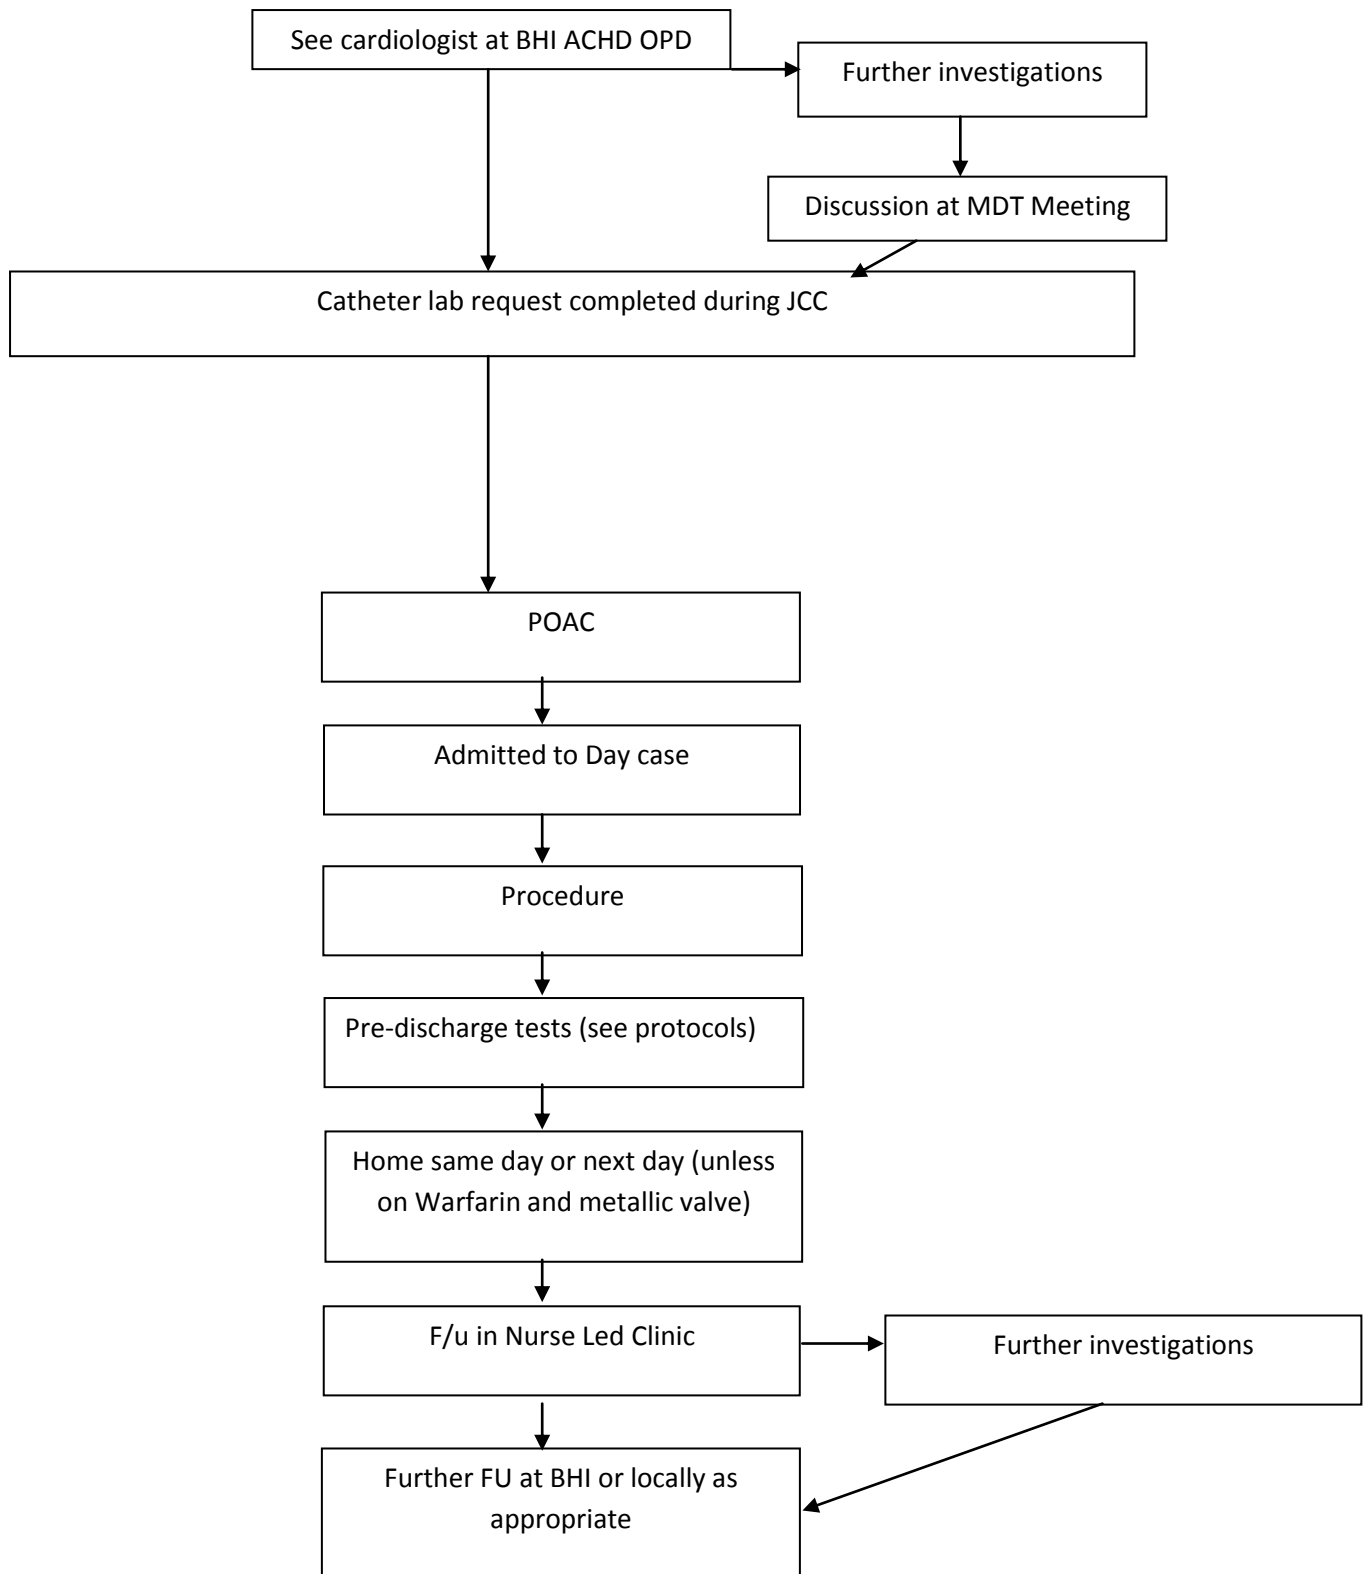 See cardiologist at BHI ACHD OPD
Further investigations
Discussion at MDT Meeting
Catheter lab request completed during JCC
POAC
Admitted to Day case
Procedure
Pre-discharge tests (see protocols)
Home same day or next day (unless
on Warfarin and metallic valve)
F/u in Nurse Led Clinic
Further investigations
Further FU at BHI or locally as
appropriate